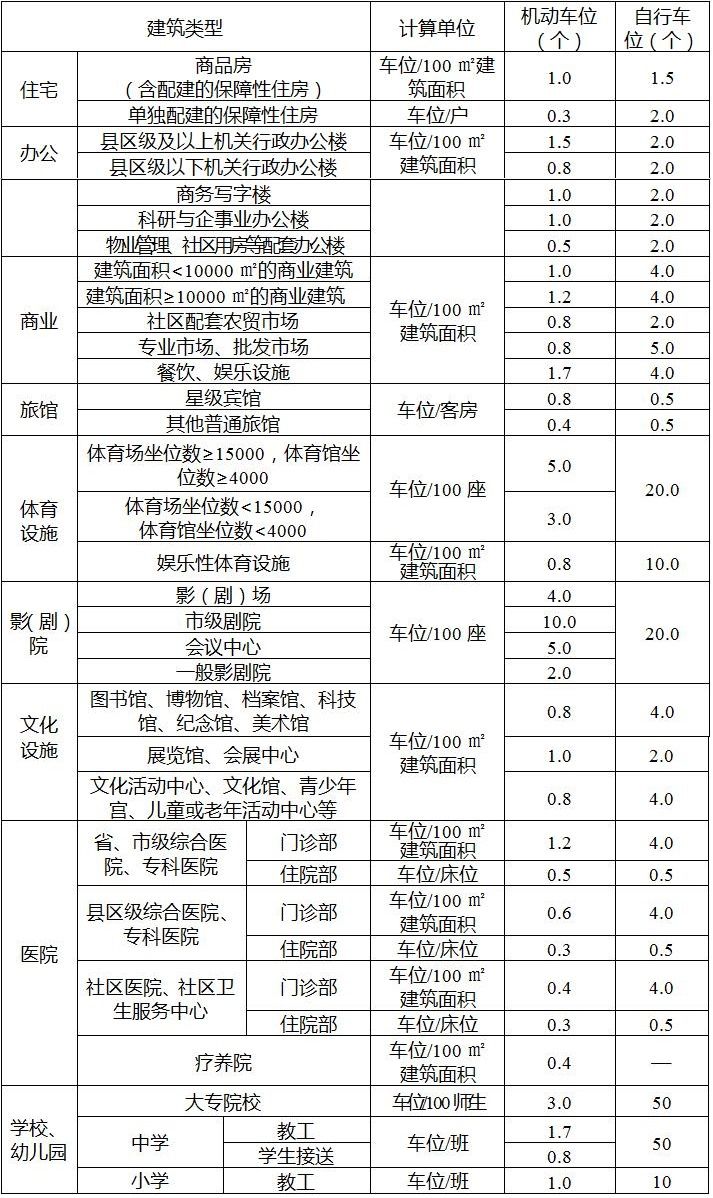 建筑类型 计算单位 机动车位（个） 自行车位（个）
住宅 商品房（含配建的保障性住房） 车位/100 ㎡建筑面积 1.0 1.5
单独配建的保障性住房 车位/户 0.3 2.0
办公 县区级及以上机关行政办公楼 车位/100 ㎡建筑面积 1.5 2.0
县区级以下机关行政办公楼 0.8 2.0
商务写字楼 1.0 2.0
科研与企事业办公楼 1.0 2.0
物业管理、社区用房等配套办公楼 0.5 2.0
商业 建筑面积<10000 ㎡的商业建筑 车位/100 ㎡建筑面积 1.0 4.0
建筑面积≥10000 ㎡的商业建筑 1.2 4.0
社区配套农贸市场 0.8 2.0
专业市场、批发市场 0.8 5.0
餐饮、娱乐设施 1.7 4.0
旅馆 星级宾馆 车位/客房 0.8 0.5
其他普通旅馆 0.4 0.5
体育设施 体育场坐位数≥15000，体育馆坐位数≥4000 车位/100 座 5.0 20.0
体育场坐位数<15000，体育馆坐位数<4000 3.0
娱乐性体育设施 车位/100 ㎡建筑面积 0.8 10.0
影（剧）院 影（剧）场 车位/100 座 4.0 20.0
市级剧院 10.0
会议中心 5.0
一般影剧院 2.0
文化设施 图书馆、博物馆、档案馆、科技馆、纪念馆、美术馆 车位/100 ㎡建筑面积 0.8 4.0
展览馆、会展中心 1.0 2.0
文化活动中心、文化馆、青少年宫、儿童或老年活动中心等 0.8 4.0
医院 省、市级综合医院、专科医院 门诊部 车位/100 ㎡建筑面积 1.2 4.0
住院部 车位/床位 0.5 0.5
县区级综合医院、专科医院 门诊部 车位/100 ㎡建筑面积 0.6 4.0
住院部 车位/床位 0.3 0.5
社区医院、社区卫生服务中心 门诊部 车位/100 ㎡建筑面积 0.4 4.0
住院部 车位/床位 0.3 0.5
疗养院 车位/100 ㎡建筑面积 0.4 —
学校、幼儿园 大专院校 车位/100 师生 3.0 50
中学 教工 车位/班 1.7 50
学生接送 0.8
小学 教工 车位/班 1.0 10